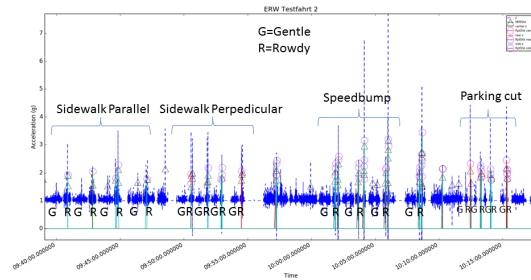 ERW Testfahrt 2
G=Gentle
R=Rowdy
Sidewalk Parallel
Sidewalk Perpedicular
Speedbump
Parking cut
Acceleration (g)
7
6
5
4
3
2
1
0
G R G R G R G R GRGRGRGR G R G R G R G R G R GRGRGR
09:40:00.000000
09:45:00.000000
09:50:00.000000
09:55:00.000000
10:00:00.000000
10:05:00.000000
10:10:00.000000
10:15:00.000000
Time